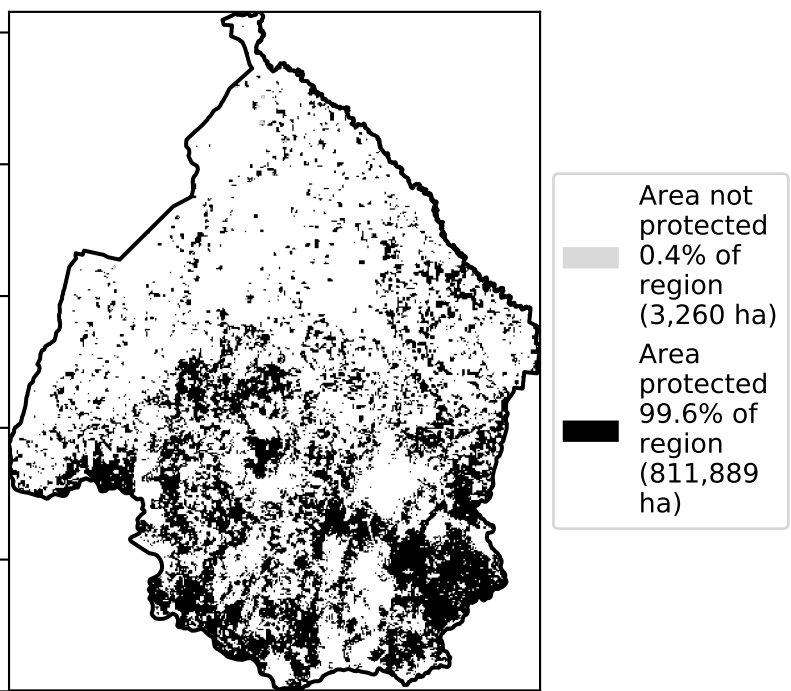 Area not
protected
0.4% of
region
(3,260 ha)
Area
protected
99.6% of
region
(811,889
ha)